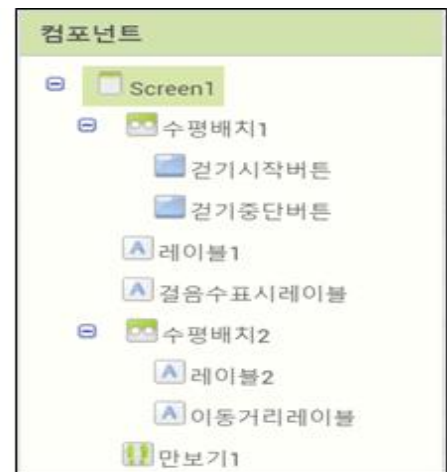 컴포넌트
Screen1
수평배치1
걷기시작버튼
걷기중단버튼
레이블1
걸음수표시레이블
수평배치2
레이블2
이동거리레이블
만보기1